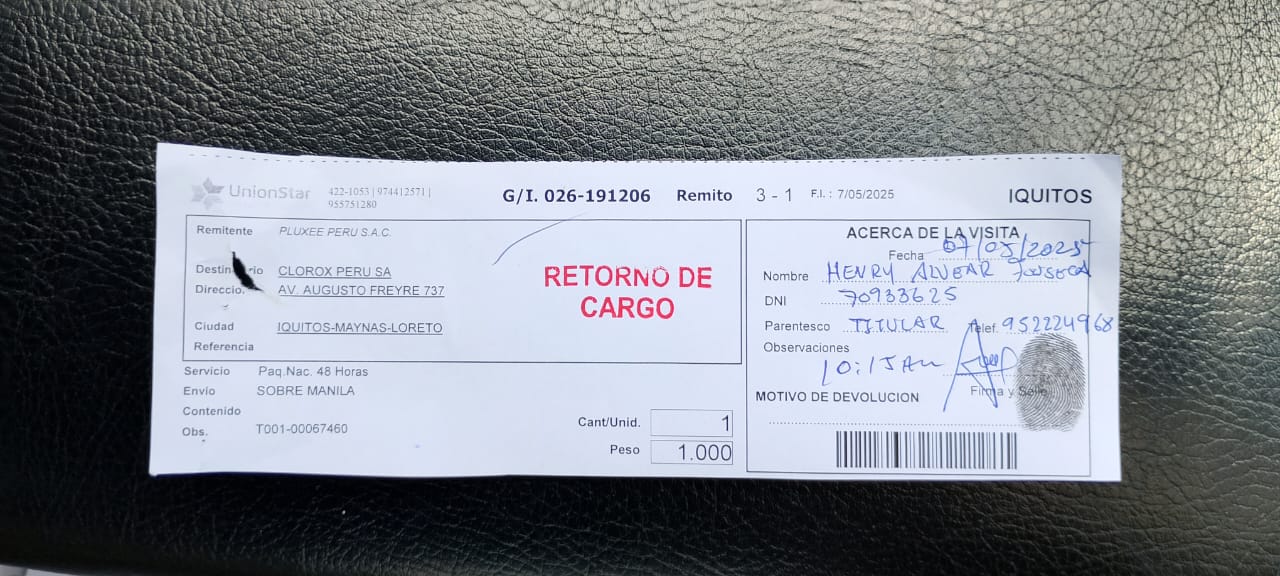 UnionStar 422-1053 | 974412571 | 955751280 G/I. 026-191206 Remito 3 - 1 F.I. : 7/05/2025 IQUITOS
Remitente PLUXEE PERU S.A.C.
CLOROX PERU SA
AV. AUGUSTO FREYRE 737
Ciudad IQUITOS-MAYNAS-LORETO
Referencia
RETORNO DE
CARGO
Servicio Paq.Nac. 48 Horas
Envio SOBRE MANILA
Contenido
Obs. T001-00067460
Cant/Unid. 1
Peso 1.000
ACERCA DE LA VISITA
Fecha 07/05/2025
Nombre HENRY ALVEAR FONSECA
DNI 70933625
Parentesco TITULAR Telef. 952224968
Observaciones
10:15 AM
Firma y Sello
MOTIVO DE DEVOLUCION